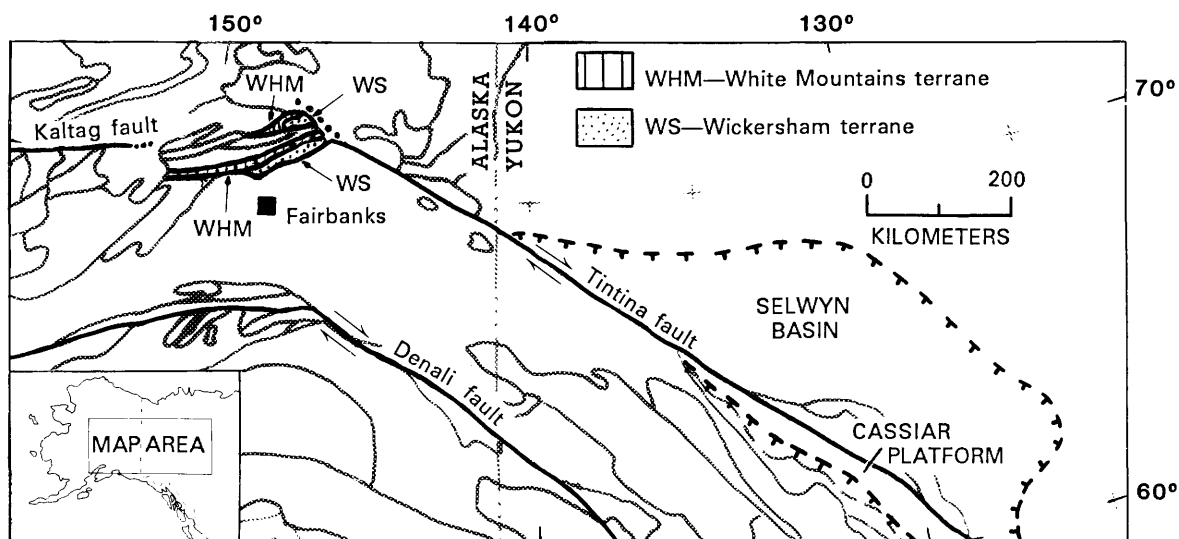 150°
140°
130°
WHM
WS
WHM—White Mountains terrane
70°
ALASKA
YUKON
Kaltag fault
WS—Wickersham terrane
WS
0 200
WHM
Fairbanks
KILOMETERS
Tintina fault
SELWYN
BASIN
Denali fault
MAP AREA
CASSIAR
PLATFORM
60°